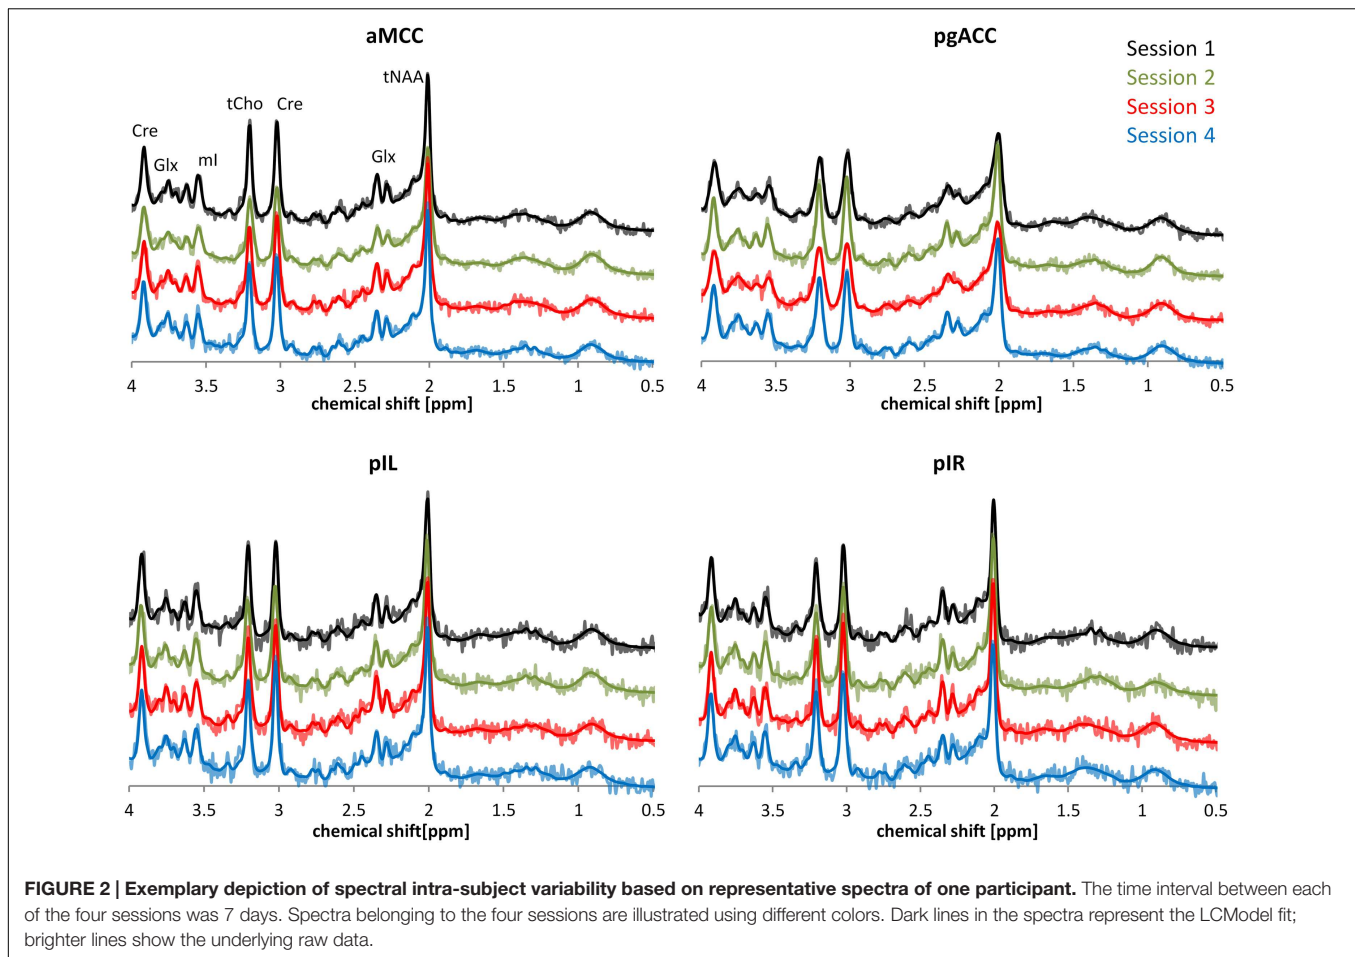 aMCC
pgACC
Session 1
Session 2
Session 3
Session 4
tNAA
tCho
Cre
Cre
Glx
mI
Glx
4 3.5 3 2.5 2 1.5 1 0.5
chemical shift [ppm]
4 3.5 3 2.5 2 1.5 1 0.5
chemical shift [ppm]
pIL
pIR
4 3.5 3 2.5 2 1.5 1 0.5
chemical shift[ppm]
4 3.5 3 2.5 2 1.5 1 0.5
chemical shift [ppm]
FIGURE 2 | Exemplary depiction of spectral intra-subject variability based on representative spectra of one participant. The time interval between each
of the four sessions was 7 days. Spectra belonging to the four sessions are illustrated using different colors. Dark lines in the spectra represent the LCModel fit;
brighter lines show the underlying raw data.